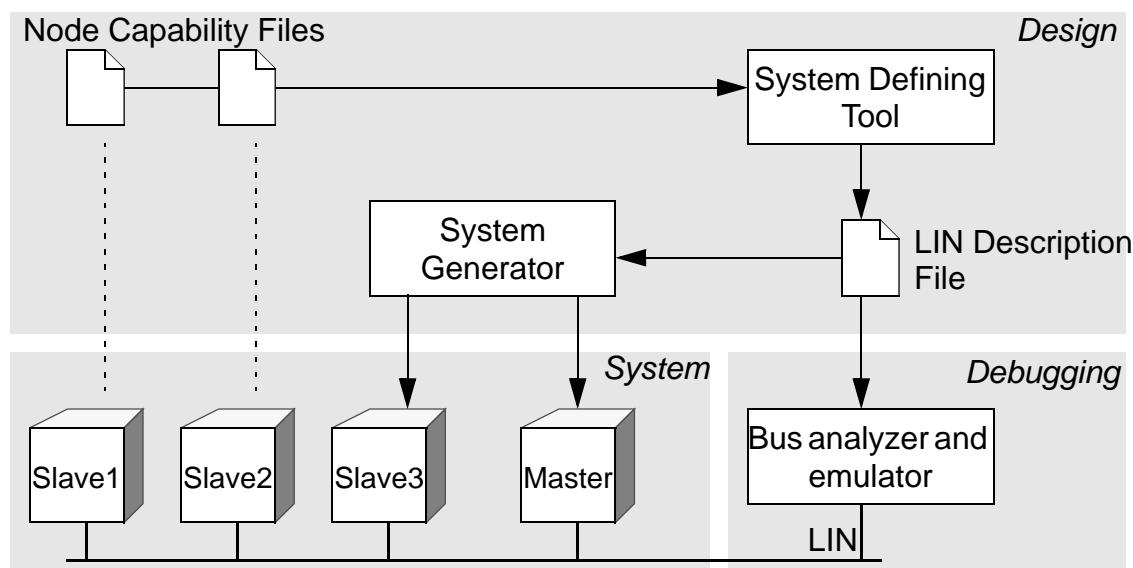 Node Capability Files
Design
System Defining
Tool
System
Generator
LIN Description
File
System
Debugging
Slave1
Slave2
Slave3
Master
Bus analyzer and
emulator
LIN